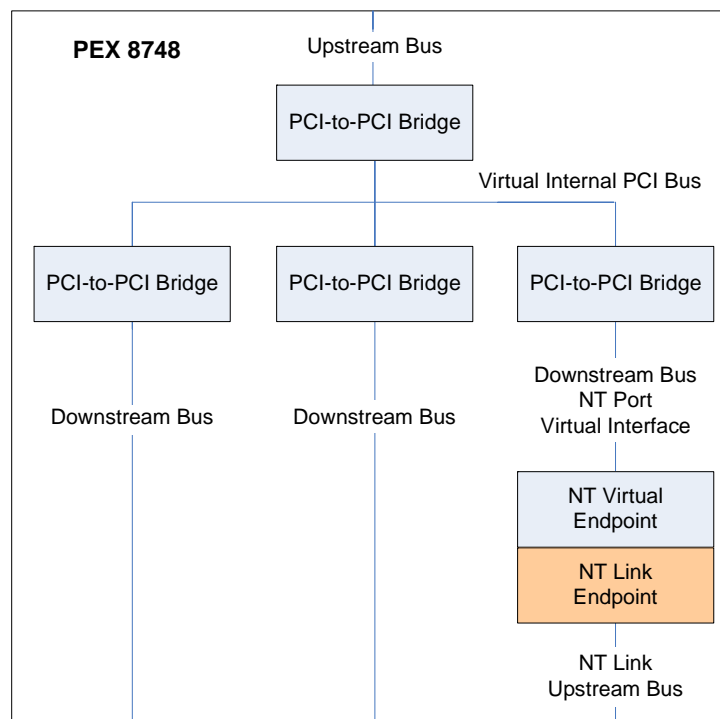 PEX 8748
Upstream Bus
PCI-to-PCI Bridge
Virtual Internal PCI Bus
PCI-to-PCI Bridge
PCI-to-PCI Bridge
PCI-to-PCI Bridge
Downstream Bus
Downstream Bus
Downstream Bus
NT Port
Virtual Interface
NT Virtual
Endpoint
NT Link
Endpoint
NT Link
Upstream Bus